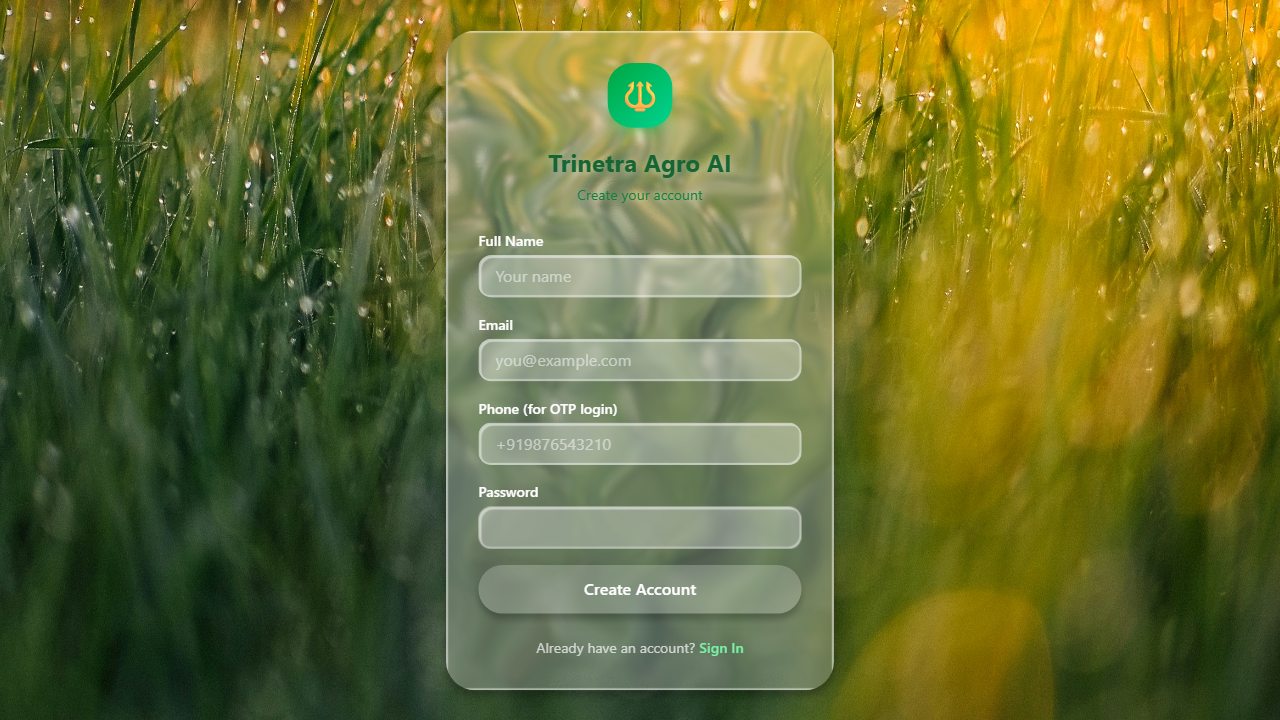 Trinetra Agro AI
Create your account
Full Name
Your name
Email
you@example.com
Phone (for OTP login)
+919876543210
Password
Create Account
Already have an account? Sign In